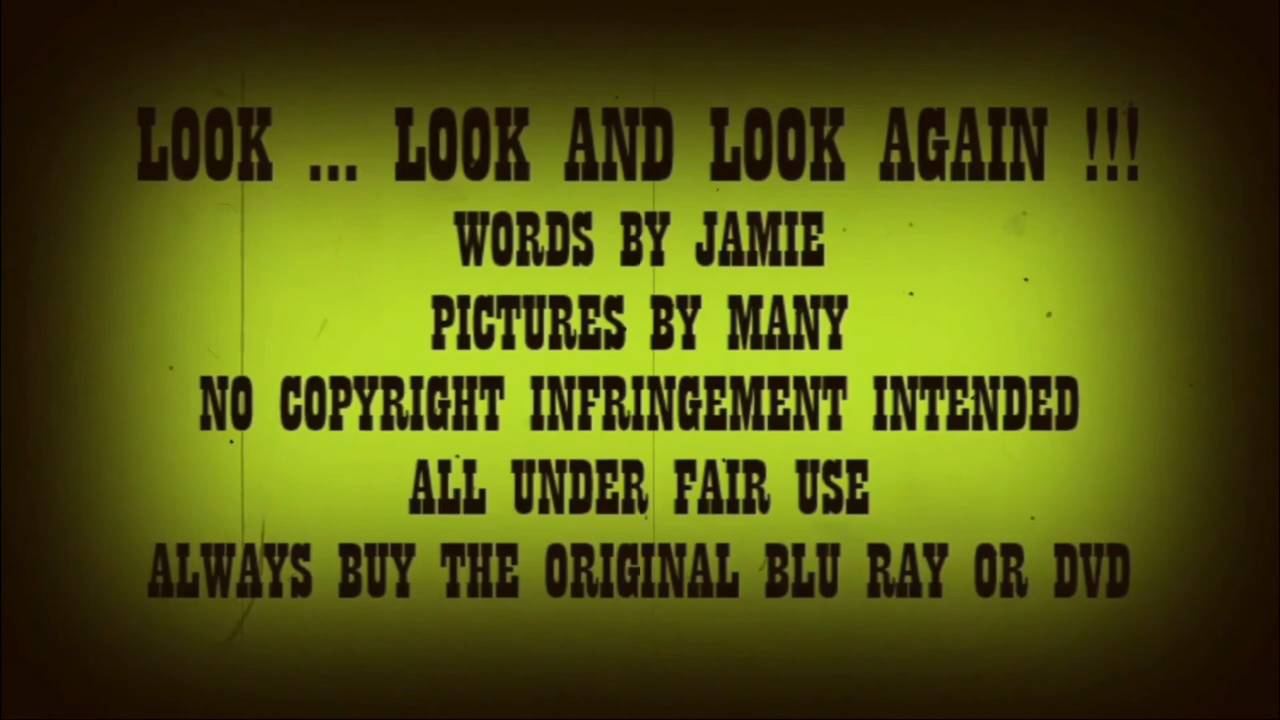 LOOK ... LOOK AND LOOK AGAIN !!!
WORDS BY JAMIE
PICTURES BY MANY
NO COPYRIGHT INFRINGEMENT INTENDED
ALL UNDER FAIR USE
ALWAYS BUY THE ORIGINAL BLU RAY OR DVD